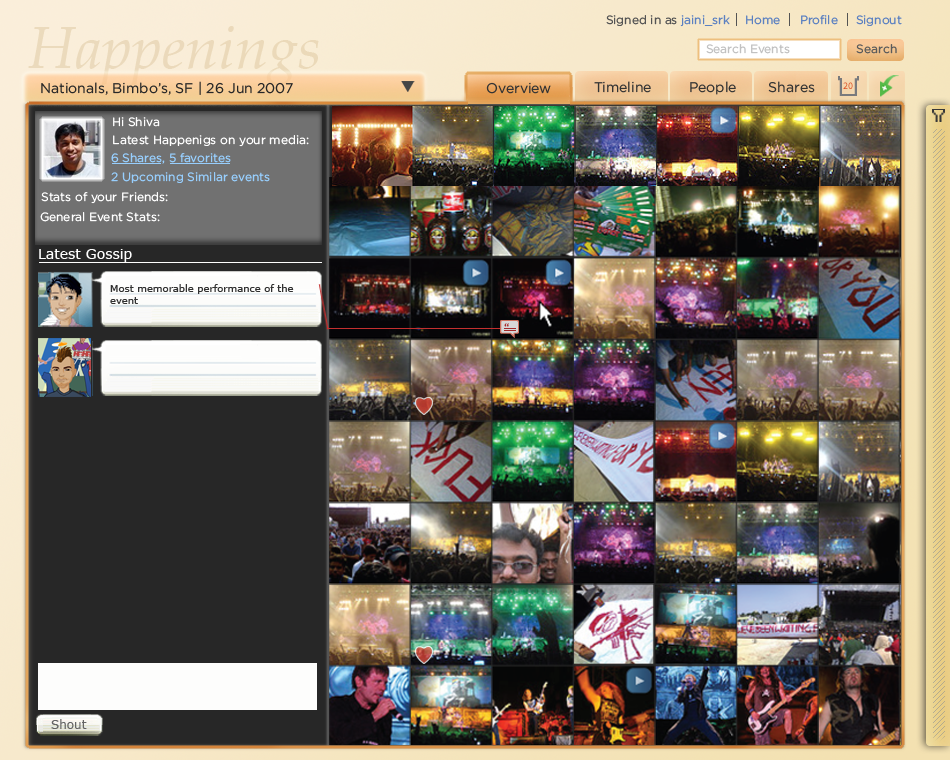 Signed in as jaini_srk | Home | Profile | Signout
Happenings
Search Events
Search
Nationals, Bimbo's, SF | 26 Jun 2007
Overview
Timeline
People
Shares
20
Hi Shiva
Latest Happenigs on your media:
6 Shares, 5 favorites
2 Upcoming Similar events
Stats of your Friends:
General Event Stats:
Latest Gossip
Most memorable performance of the
event
Shout